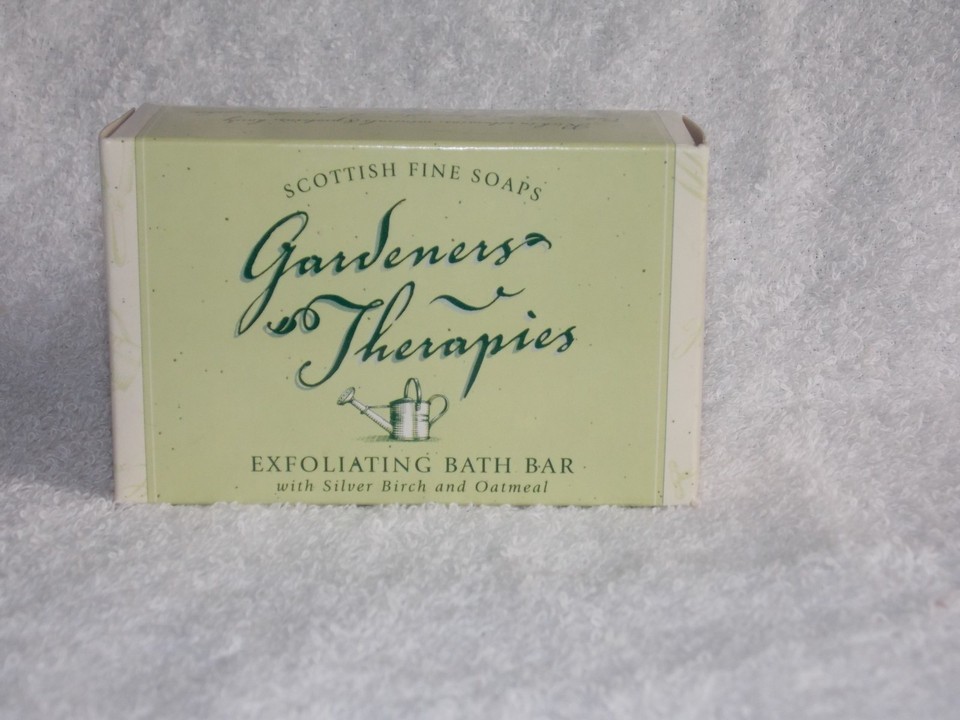 SCOTTISH FINE SOAPS
Gardeners
Therapies
EXFOLIATING BATH BAR
with Silver Birch and Oatmeal